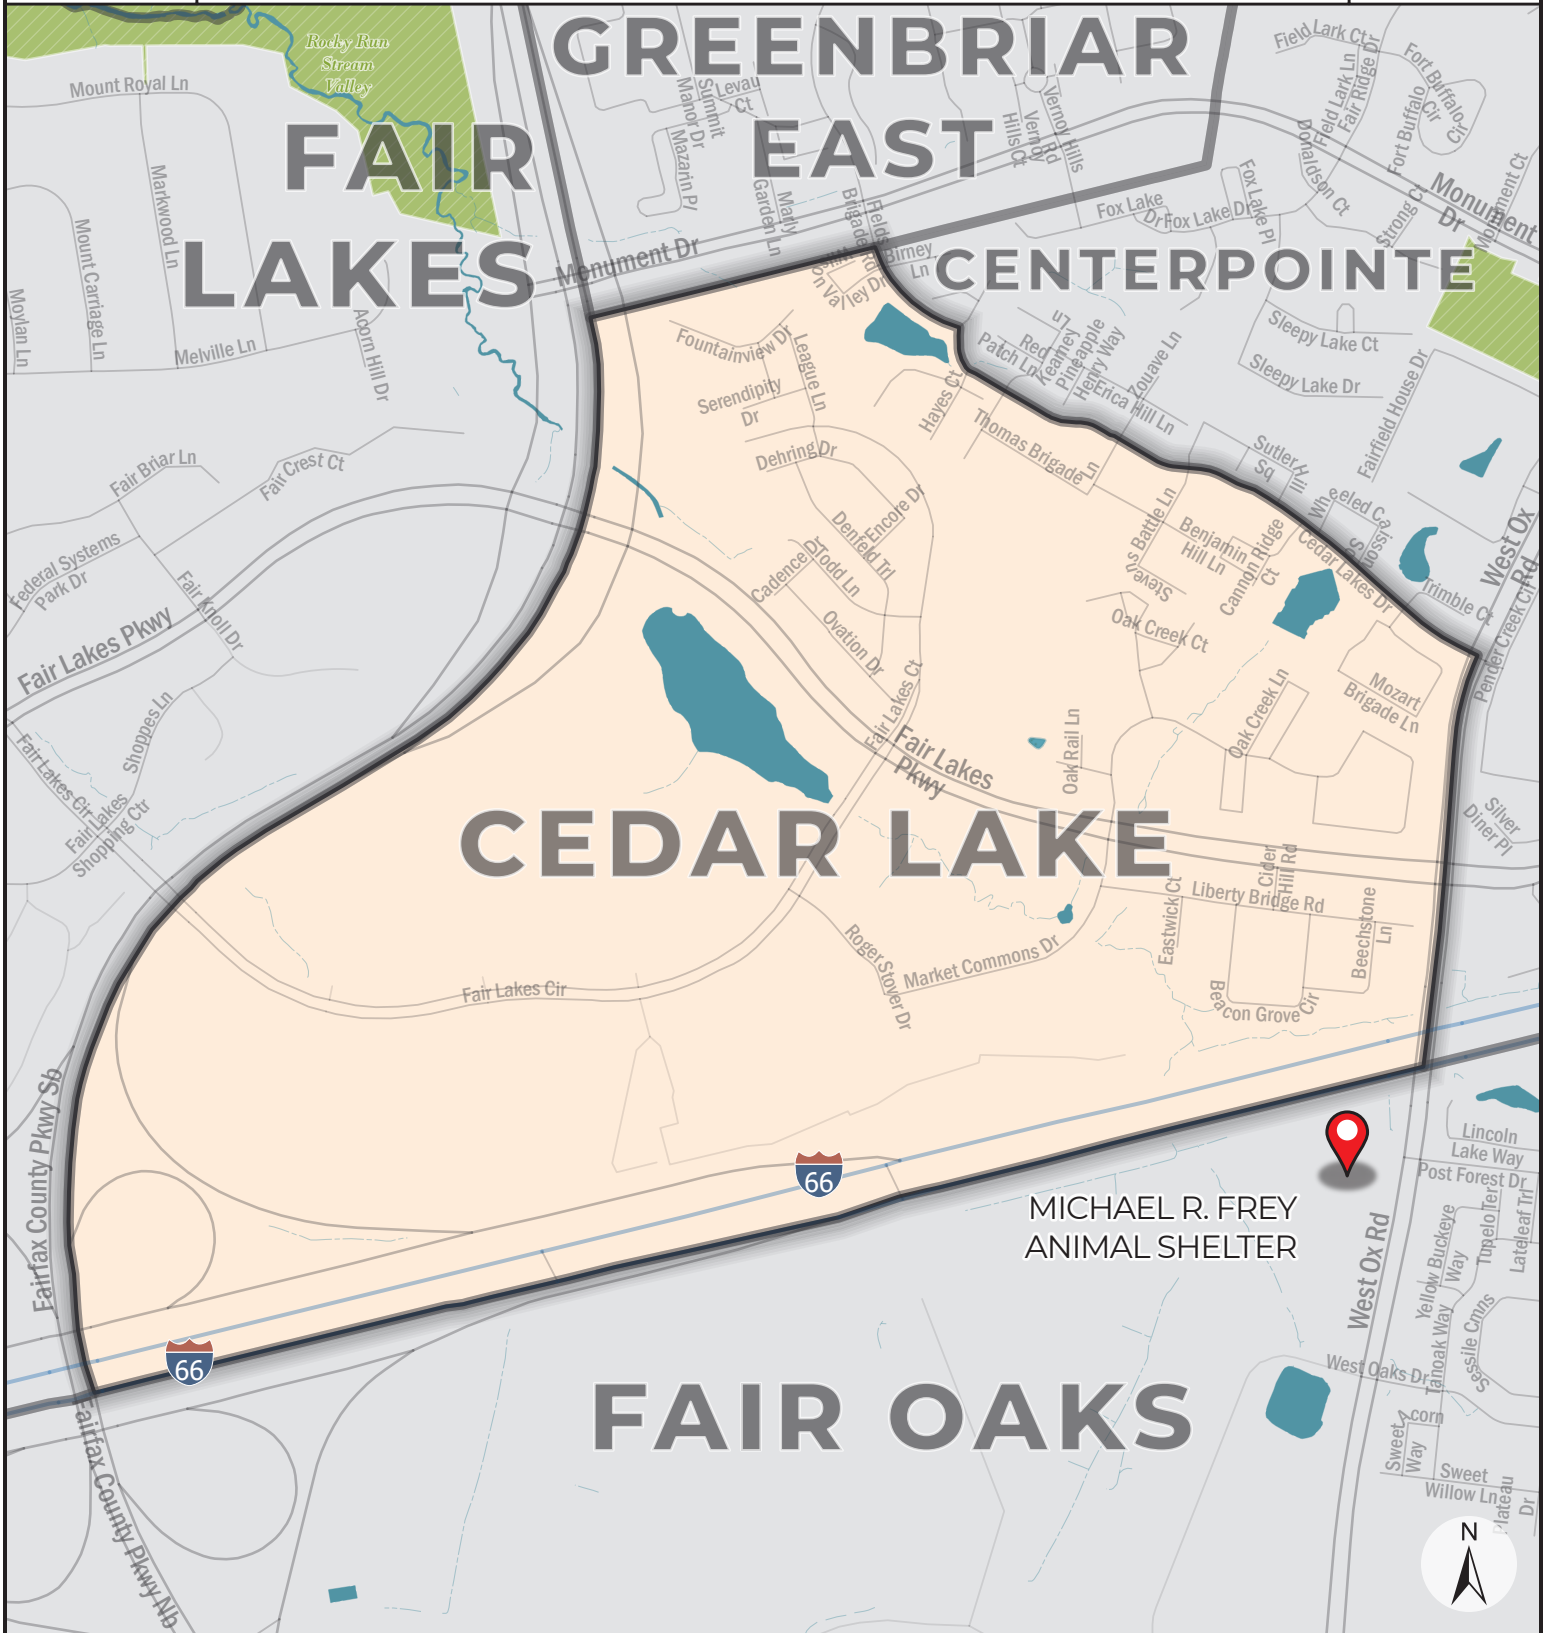 GREENBRIAR
EAST
FAIR
LAKES
CENTERPOINTE
CEDAR LAKE
FAIR OAKS
MICHAEL R. FREY
ANIMAL SHELTER
Rocky Run
Stream
Valley
Mount Royal Ln
Markwood Ln
Mount Carriage Ln
Moylan Ln
Melville Ln
Acorn Hill Dr
Levau
Ct
Summit
Manor Dr
Mazarin Pl
Marly
Garden Ln
Vernoy Hills
Rd
Vernoy
Hills Ct
Field Lark Ct
Field Lark Ln
Fair Ridge Dr
Fort Buffalo
Cir
Fort Buffalo
Cir
Donaldson Ct
Strong Ct
Monument Ct
Monument
Dr
Monument Dr
Fox Lake
Dr
Fox Lake Dr
Fox Lake Pl
Birney
Ln
Fields
Brigade Rd
Fountainview Dr
League Ln
Serendipity
Dr
Dehring Dr
Encore Dr
Denfeld Trl
Todd Ln
Cadence Dr
Ovation Dr
Hayes Ct
Patch Ln
Red
Ln
Kearney
Pineapple
Henry Way
Erica Hill Ln
Zouave Ln
Sleepy Lake Ct
Sleepy Lake Dr
Fairfield House Dr
Sutler Hill
Sq
Thomas Brigade
Ln
Stevens Battle Ln
Benjamin
Hill Ln
Cannon Ridge
Ct
Cedar Lakes Dr
Trimble Ct
West Ox
Rd
Pender Creek Cir
Oak Creek Ct
Oak Creek Ln
Mozart
Brigade Ln
Oak Rail Ln
Fair Lakes Ct
Fair Lakes
Pkwy
Fair Briar Ln
Fair Crest Ct
Federal Systems
Park Dr
Fair Knoll Dr
Fair Lakes Pkwy
Shoppes Ln
Fair Lakes Cir
Fair Lakes
Shopping Ctr
Silver
Diner Pl
Cider
Hill Rd
Liberty Bridge Rd
Eastwick Ct
Beechstone
Ln
Beacon Grove Cir
Market Commons Dr
Roger Stover Dr
Fair Lakes Cir
Fairfax County Pkwy Sb
66
66
Fairfax County Pkwy Nb
Lincoln
Lake Way
Post Forest Dr
West Ox Rd
Yellow Buckeye
Way
Tupelo Ter
Lateleaf Trl
Sessile Cmns
Tanoak Way
West Oaks Dr
Sweet Acorn
Way
Sweet
Willow Ln
Plateau
Dr
N